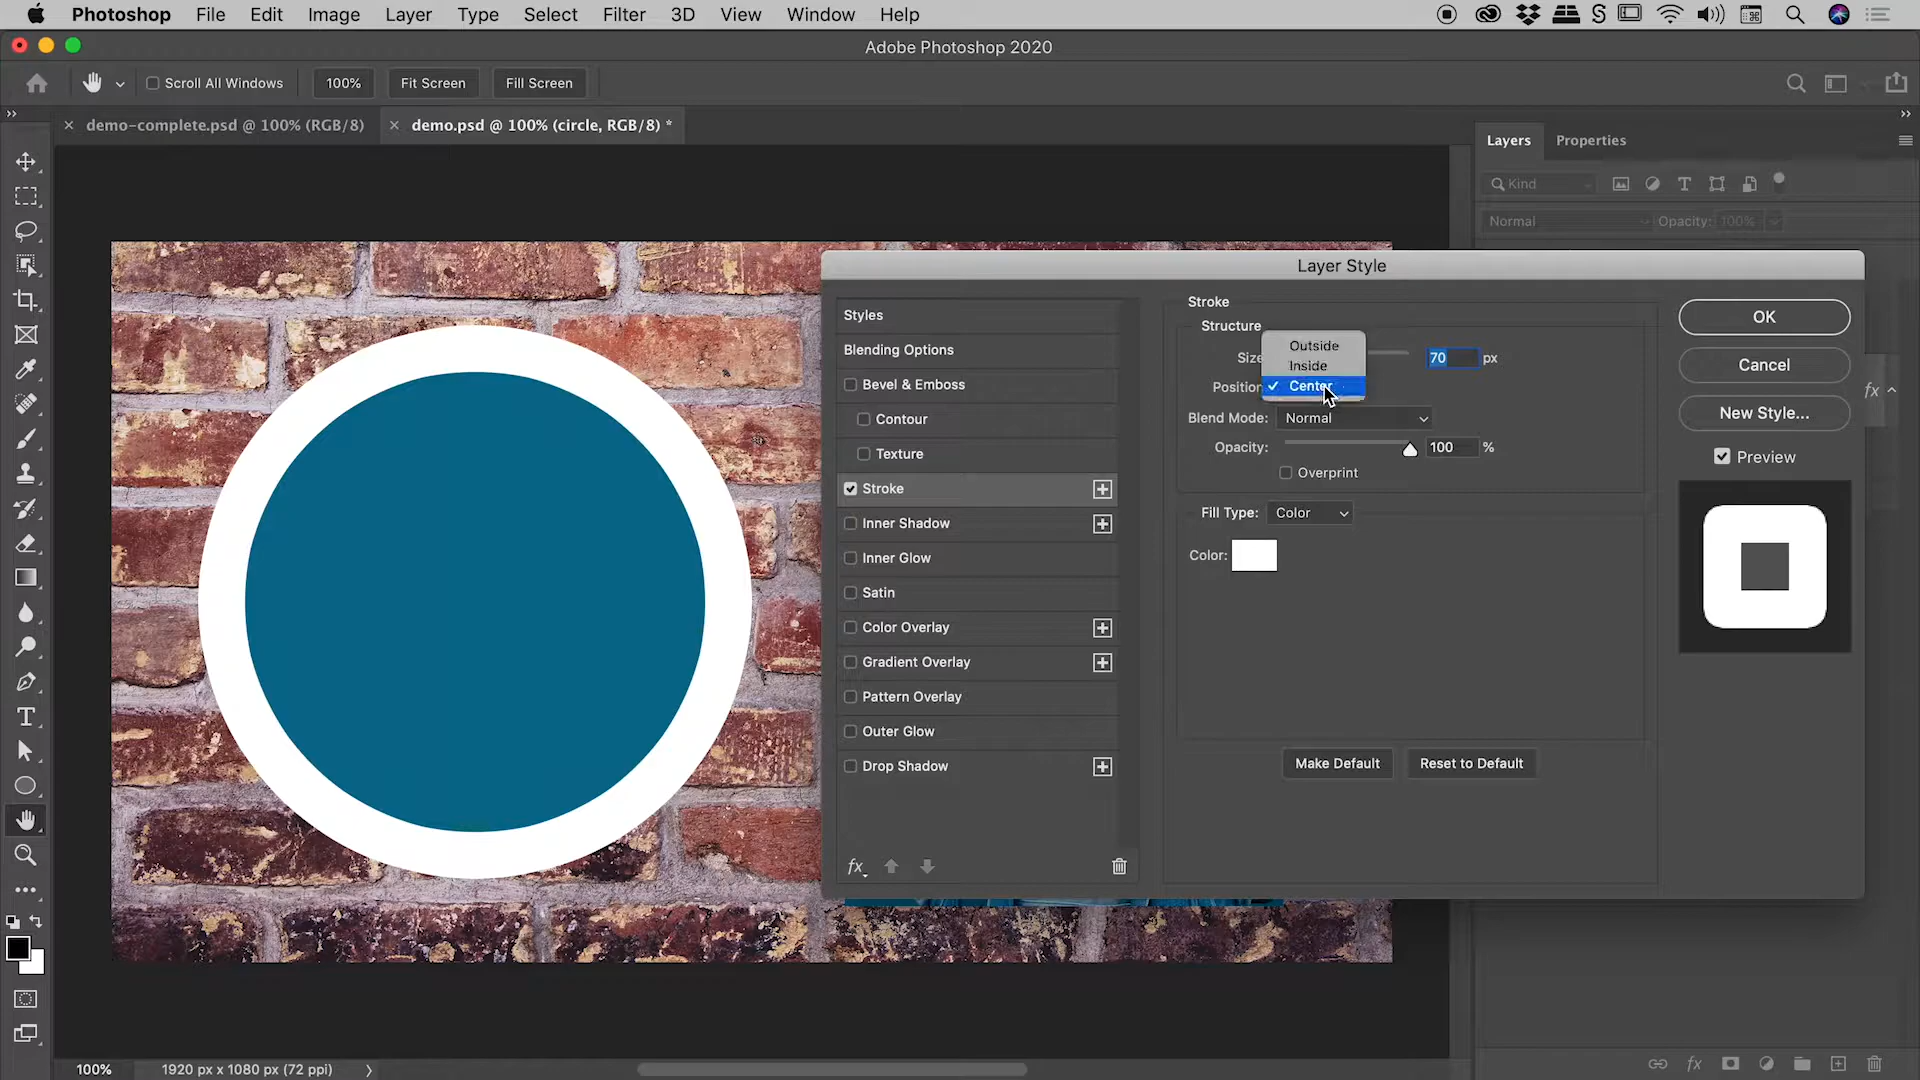 Photoshop File Edit Image Layer Type Select Filter 3D View Window Help
Adobe Photoshop 2020
Scroll All Windows 100% Fit Screen Fill Screen
demo-complete.psd @ 100% (RGB/8) demo.psd @ 100% (circle, RGB/8) *
Layers Properties
Kind
Normal Opacity: 100%
Layer Style
Styles
Blending Options
Bevel & Emboss
Contour
Texture
Stroke
Inner Shadow
Inner Glow
Satin
Color Overlay
Gradient Overlay
Pattern Overlay
Outer Glow
Drop Shadow
fx
Stroke
Structure
Outside
Inside
Center
Size 70 px
Position
Blend Mode: Normal
Opacity: 100 %
Overprint
Fill Type: Color
Color:
Make Default Reset to Default
OK
Cancel
New Style...
Preview
fx
100% 1920 px x 1080 px (72 ppi)
fx